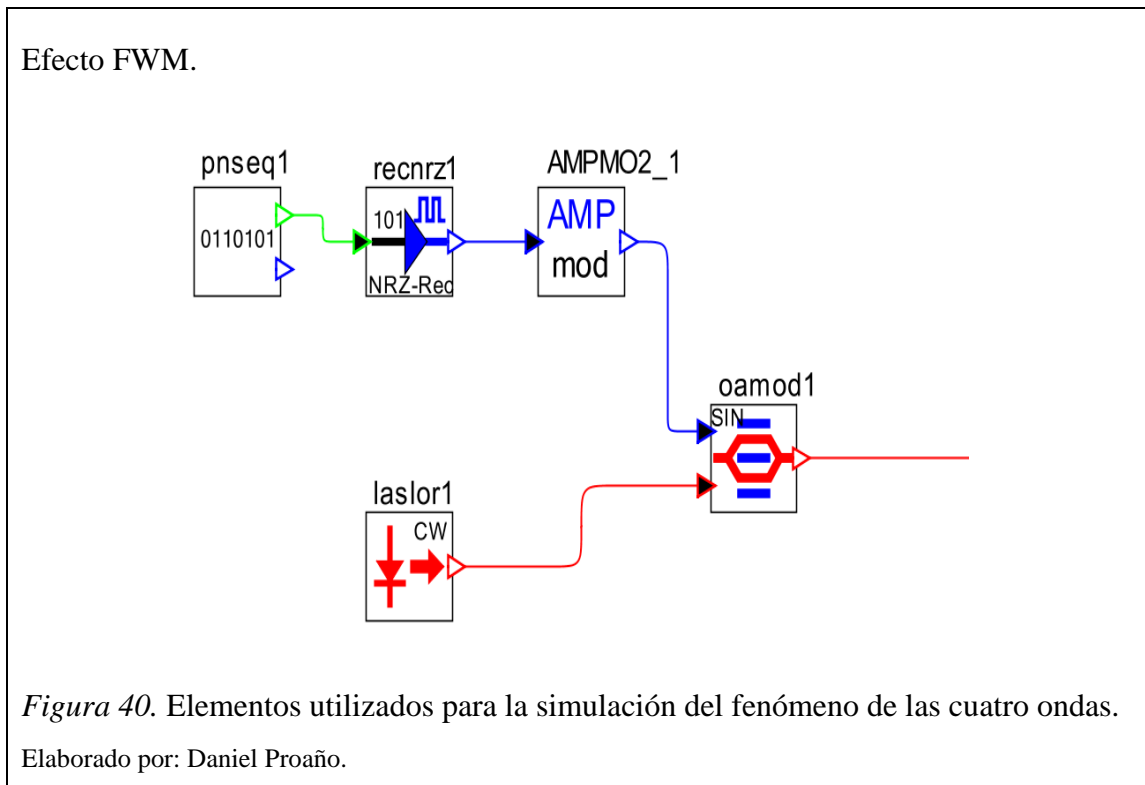 Efecto FWM.
pnseq1
0110101
recnrz1
101
NRZ-Rec
AMPMO2_1
AMP
mod
oamod1
SIN
laslor1
CW
Figura 40. Elementos utilizados para la simulación del fenómeno de las cuatro ondas.
Elaborado por: Daniel Proaño.